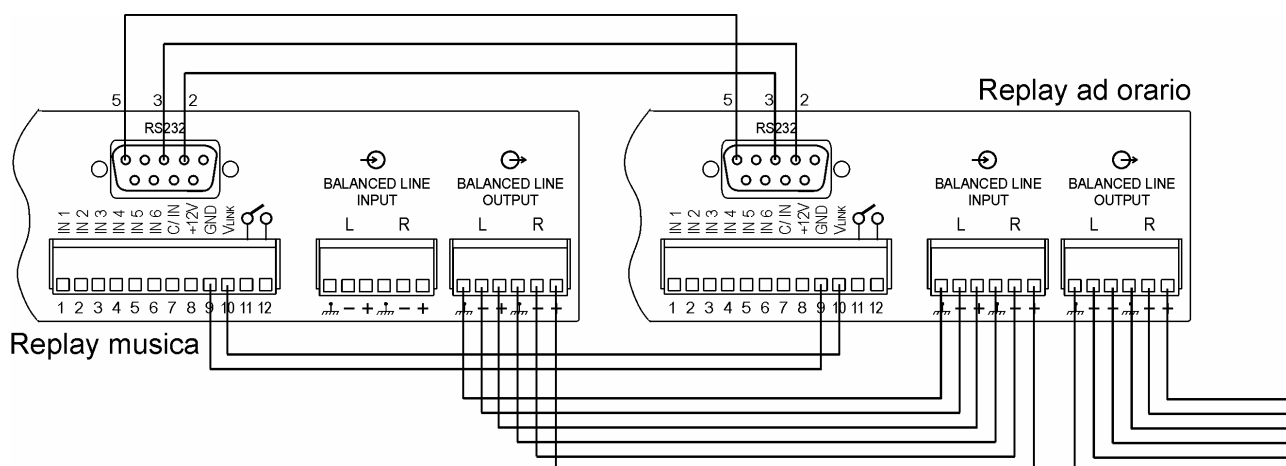 5 3 2
RS232
BALANCED LINE INPUT
BALANCED LINE OUTPUT
IN 1 IN 2 IN 3 IN 4 IN 5 IN 6 C/ IN +12V GND VLINK
L R
L R
1 2 3 4 5 6 7 8 9 10 11 12
− + − +
Replay musica
Replay ad orario
5 3 2
RS232
BALANCED LINE INPUT
BALANCED LINE OUTPUT
IN 1 IN 2 IN 3 IN 4 IN 5 IN 6 C/ IN +12V GND VLINK
L R
L R
1 2 3 4 5 6 7 8 9 10 11 12